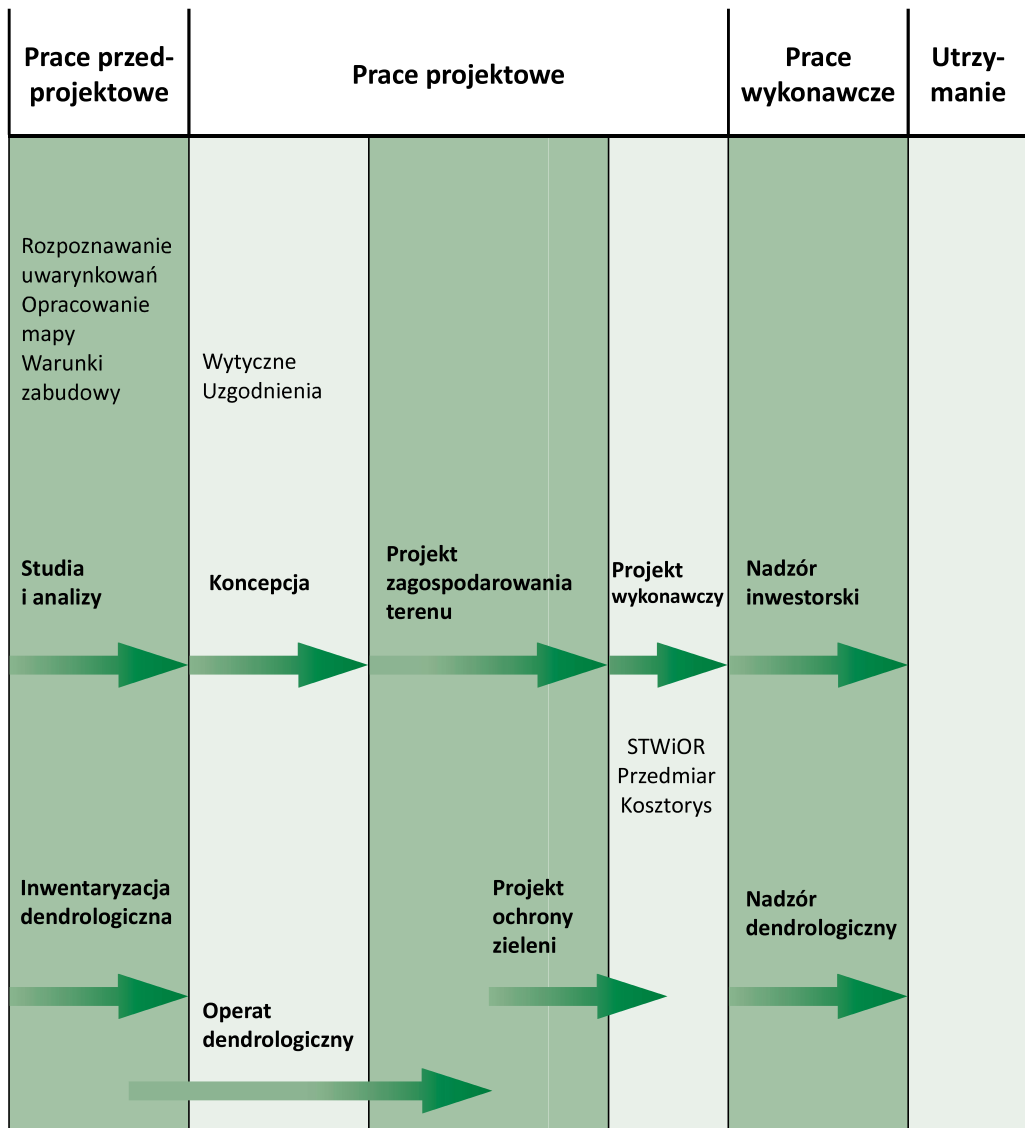 Prace przed-
projektowe
Prace projektowe
Prace
wykonawcze
Utrzy-
manie
Rozpoznawanie
uwarynkowań
Opracowanie
mapy
Warunki
zabudowy
Wytyczne
Uzgodnienia
Studia
i analizy
Koncepcja
Projekt
zagospodarowania
terenu
Projekt
wykonawczy
Nadzór
inwestorski
STWiOR
Przedmiar
Kosztorys
Inwentaryzacja
dendrologiczna
Operat
dendrologiczny
Projekt
ochrony
zieleni
Nadzór
dendrologiczny